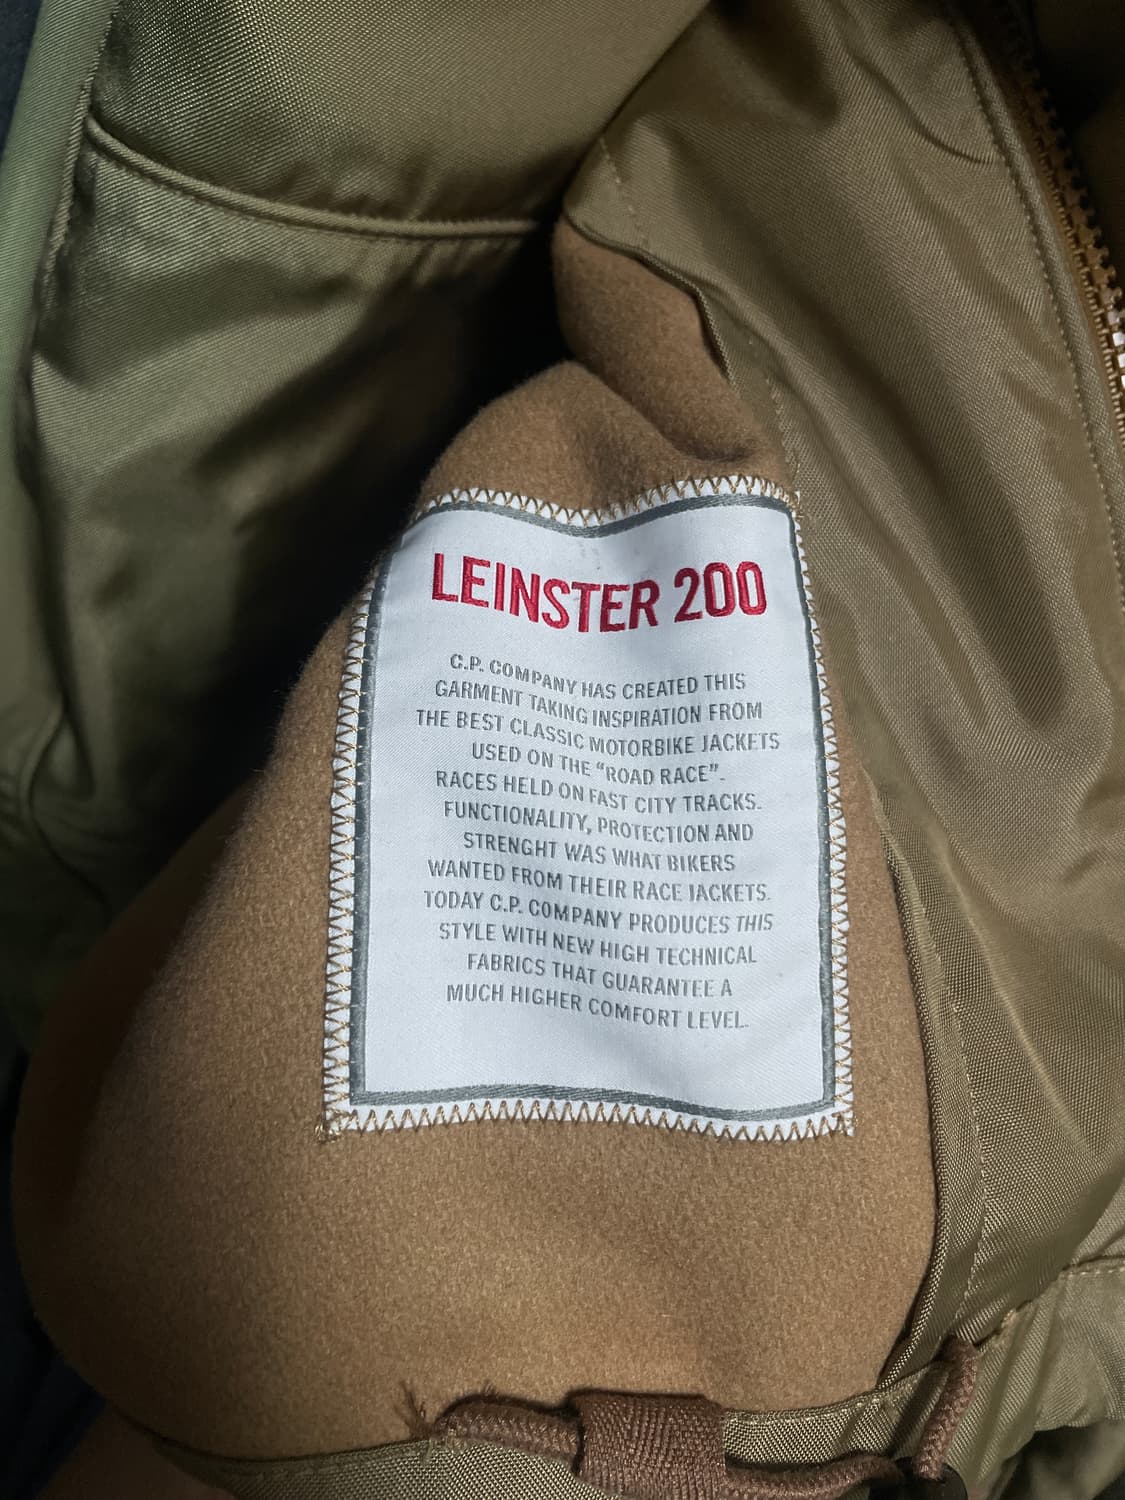 LEINSTER 200
C.P. COMPANY HAS CREATED THIS
GARMENT TAKING INSPIRATION FROM
THE BEST CLASSIC MOTORBIKE JACKETS
USED ON THE “ROAD RACE”.
RACES HELD ON FAST CITY TRACKS.
FUNCTIONALITY, PROTECTION AND
STRENGHT WAS WHAT BIKERS
WANTED FROM THEIR RACE JACKETS.
TODAY C.P. COMPANY PRODUCES THIS
STYLE WITH NEW HIGH TECHNICAL
FABRICS THAT GUARANTEE A
MUCH HIGHER COMFORT LEVEL.